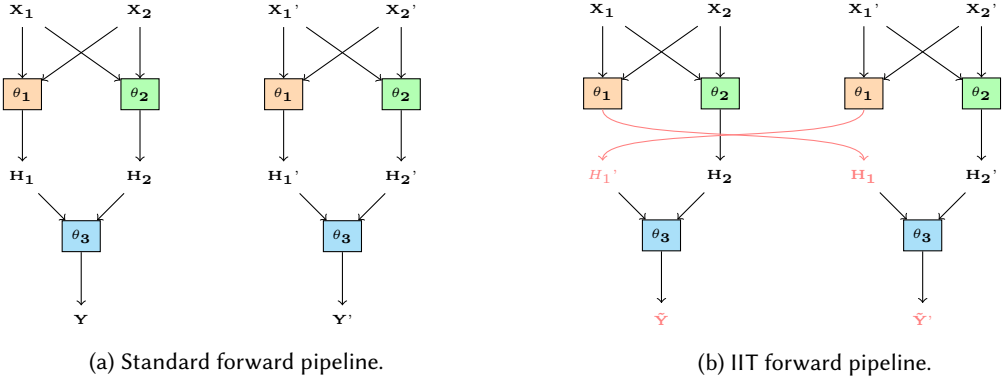 X₁ X₂ X₁' X₂' X₁ X₂ X₁' X₂'
θ₁ θ₂ θ₁ θ₂ θ₁ θ₂ θ₁ θ₂
H₁ H₂ H₁' H₂' H₁' H₂ H₁ H₂'
θ₃ θ₃ θ₃ θ₃
Y Y' Ỹ Ỹ'
(a) Standard forward pipeline. (b) IIT forward pipeline.